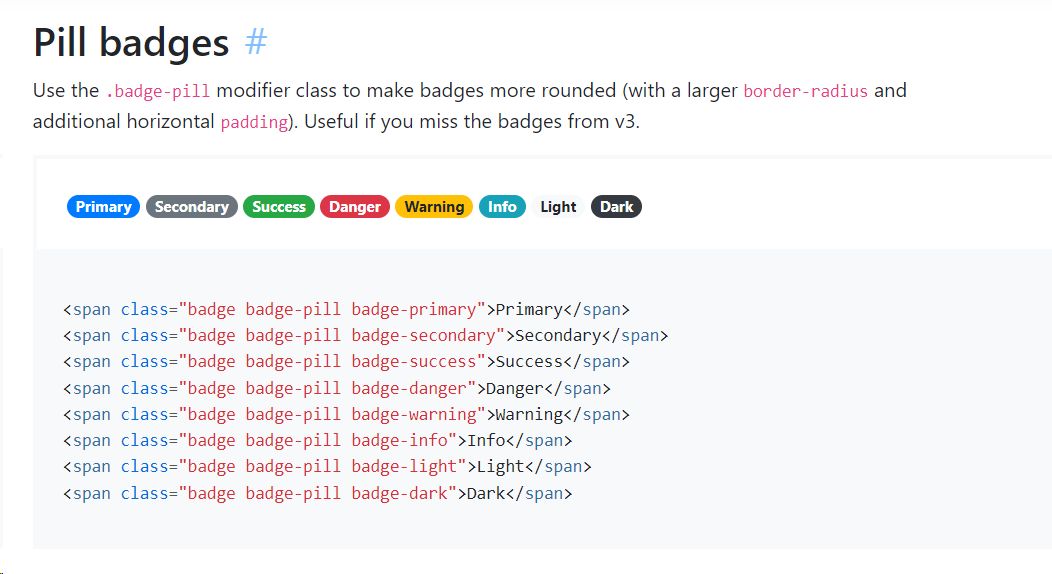 Pill badges #
Use the .badge-pill modifier class to make badges more rounded (with a larger border-radius and
additional horizontal padding). Useful if you miss the badges from v3.
Primary Secondary Success Danger Warning Info Light Dark
<span class="badge badge-pill badge-primary">Primary</span>
<span class="badge badge-pill badge-secondary">Secondary</span>
<span class="badge badge-pill badge-success">Success</span>
<span class="badge badge-pill badge-danger">Danger</span>
<span class="badge badge-pill badge-warning">Warning</span>
<span class="badge badge-pill badge-info">Info</span>
<span class="badge badge-pill badge-light">Light</span>
<span class="badge badge-pill badge-dark">Dark</span>